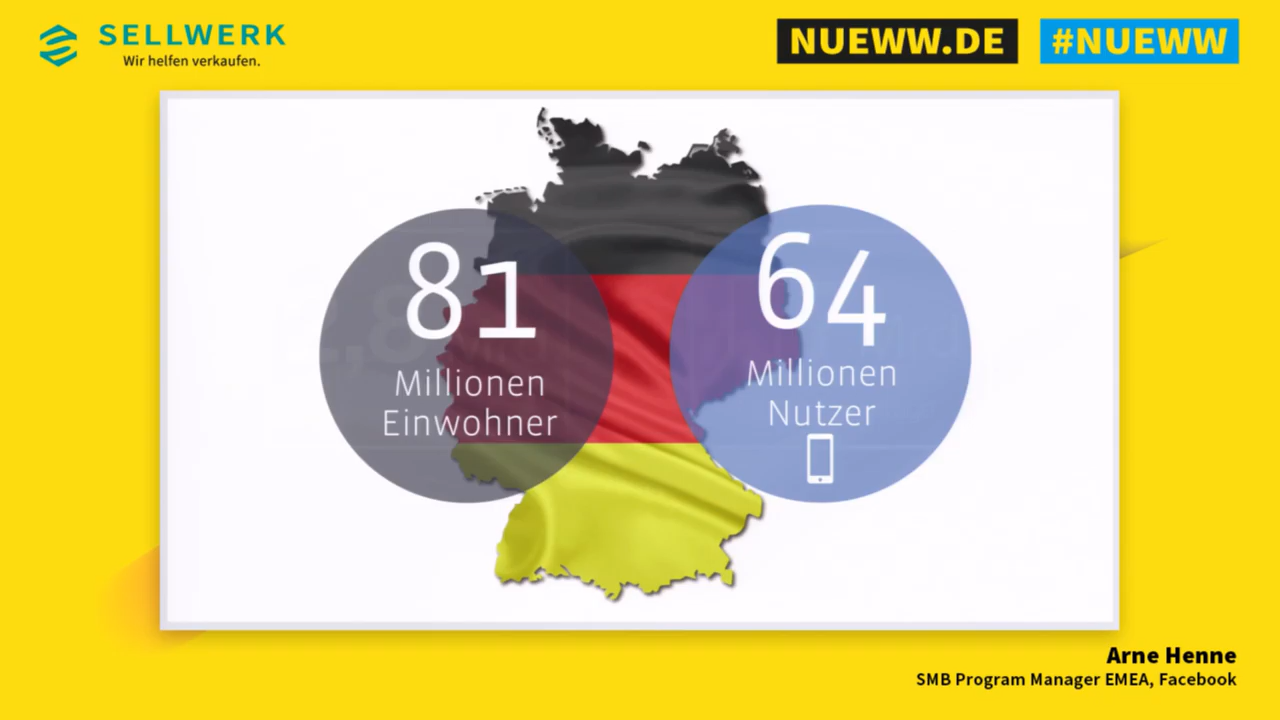 SELLWERK
Wir helfen verkaufen.
NUEWW.DE
#NUEWW
81
Millionen
Einwohner
64
Millionen
Nutzer
Arne Henne
SMB Program Manager EMEA, Facebook